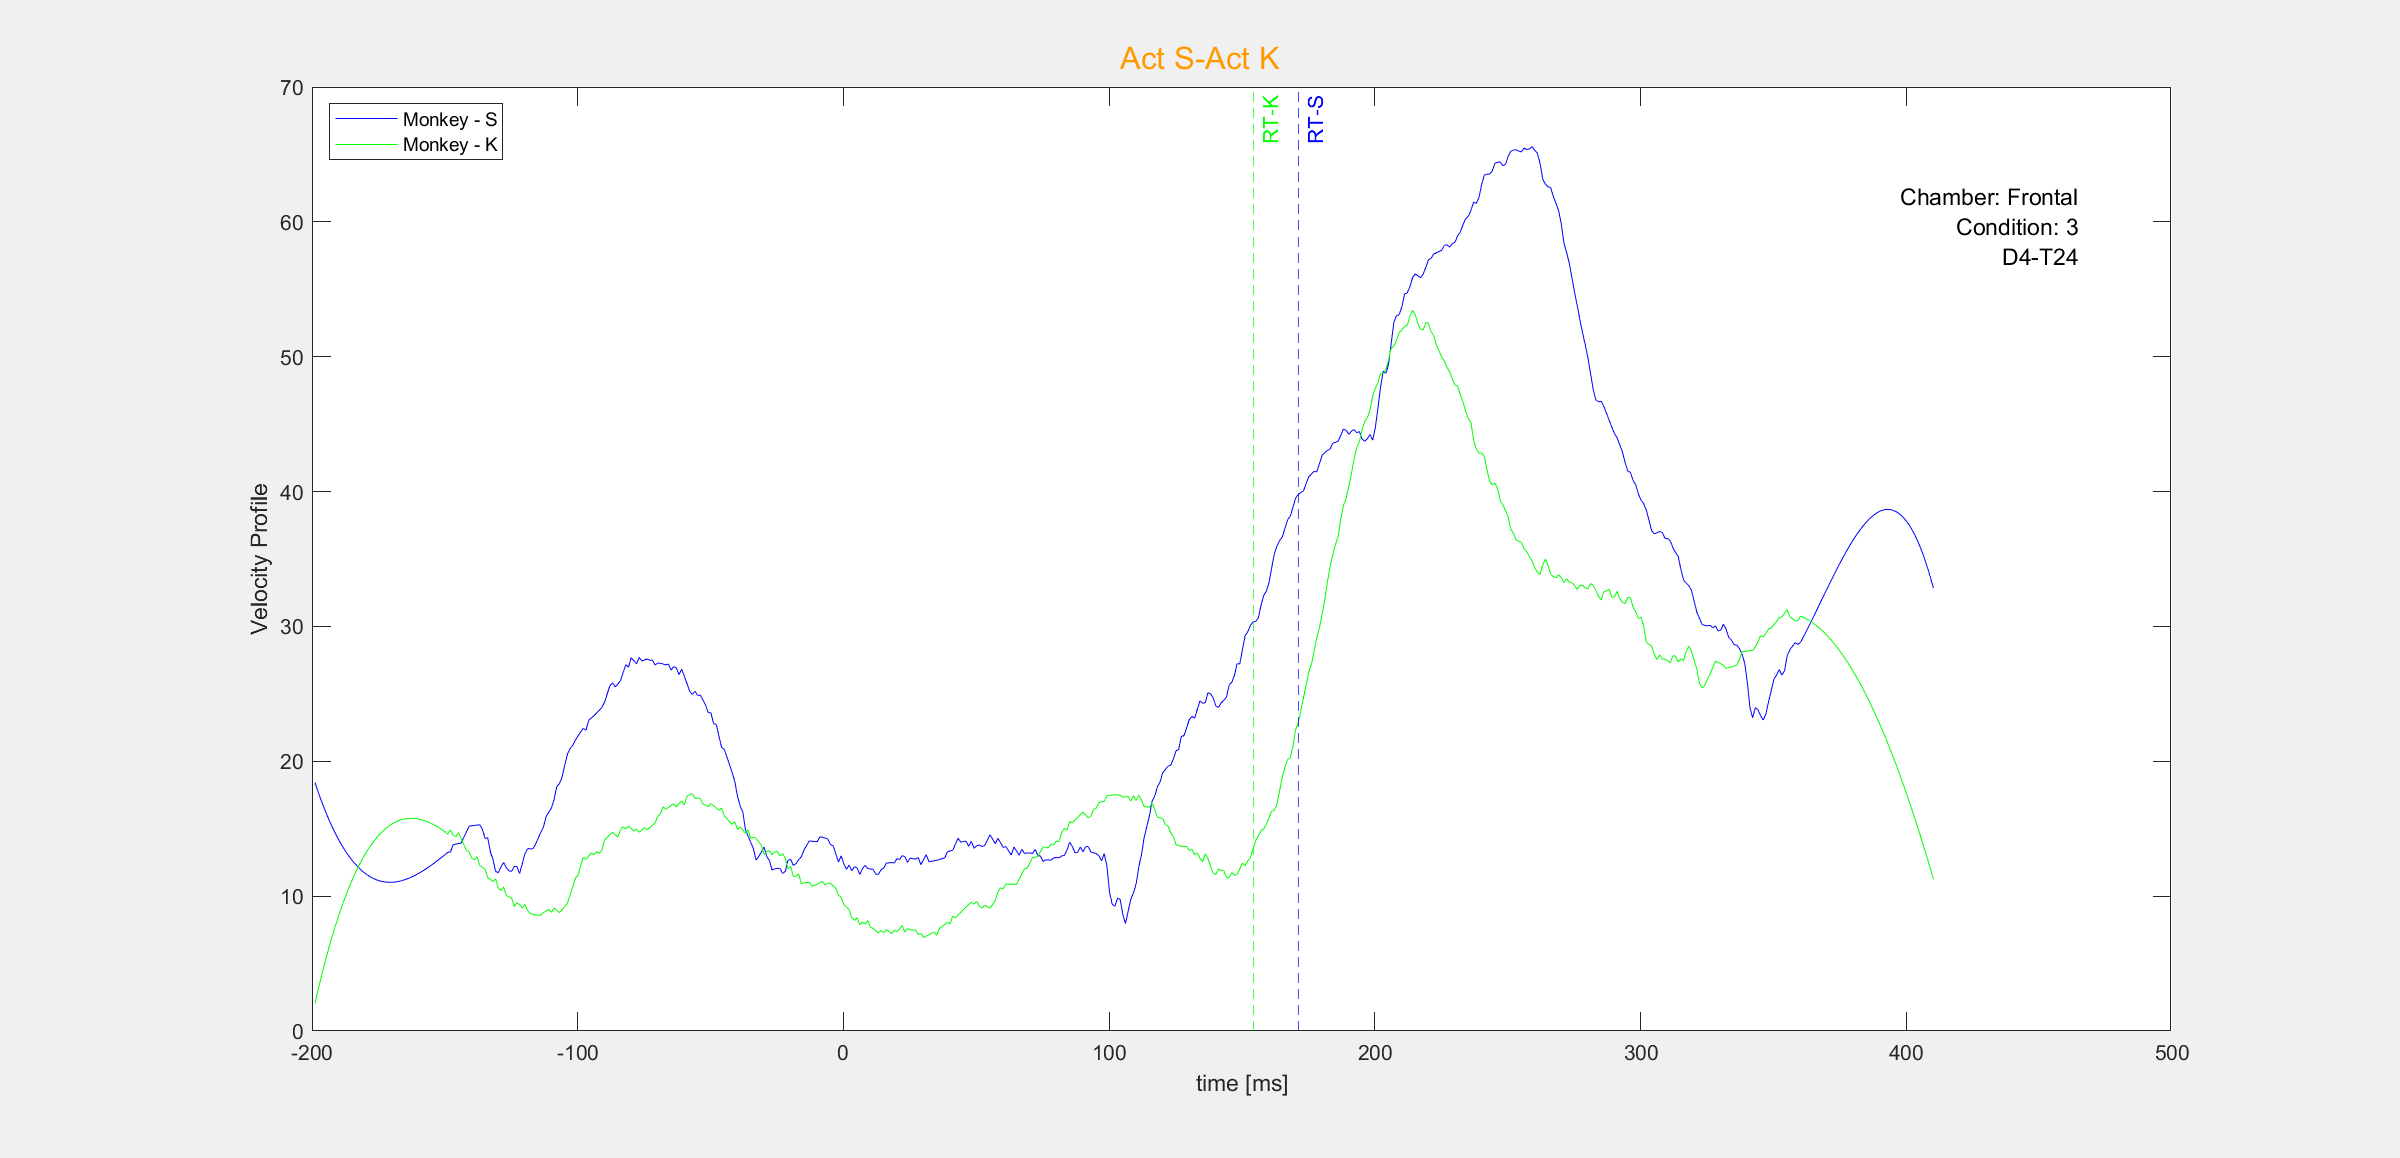 Act S-Act K
70
60
50
40
30
20
10
0
Velocity Profile
Monkey - S
Monkey - K
RT-K
RT-S
Chamber: Frontal
Condition: 3
D4-T24
-200 -100 0 100 200 300 400 500
time [ms]